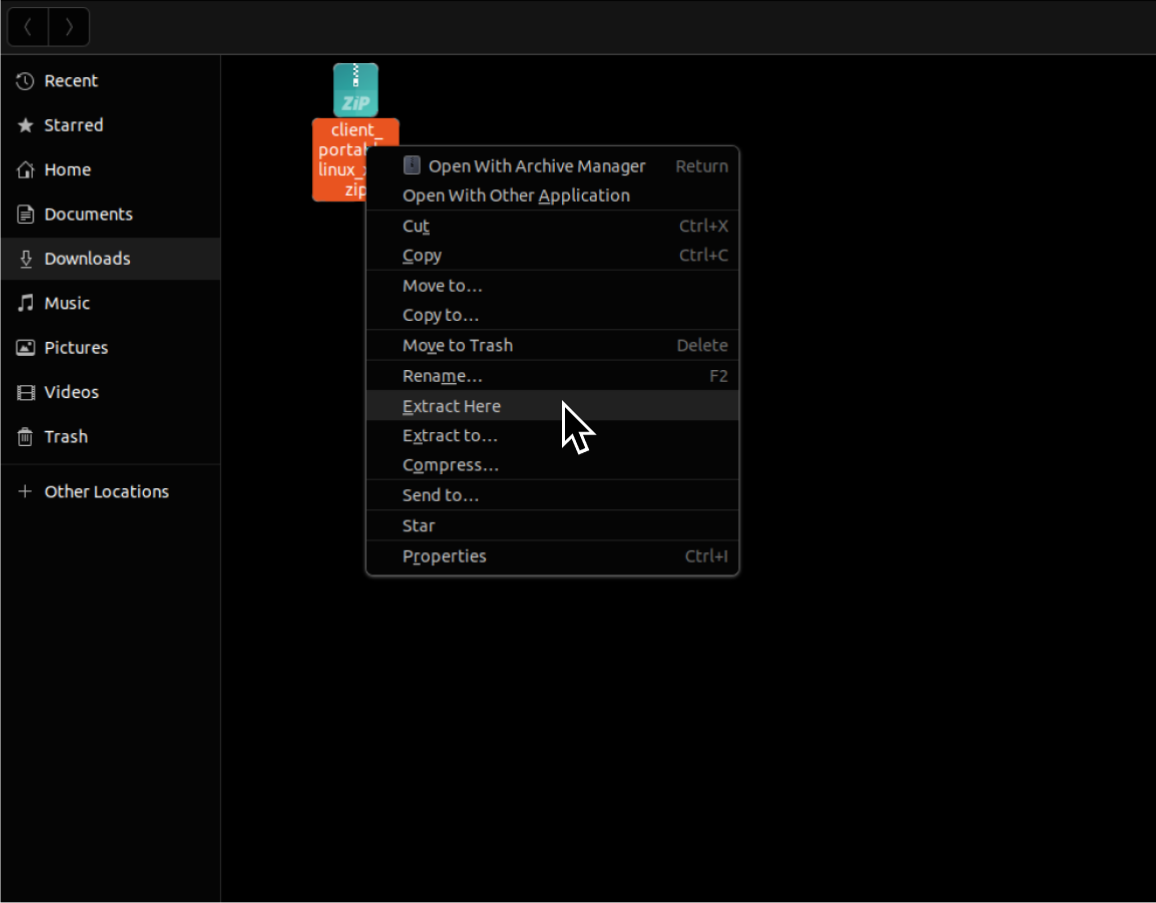 Recent
Starred
Home
Documents
Downloads
Music
Pictures
Videos
Trash
Other Locations
ZiP
client_
linux_
zip
Open With Archive Manager Return
Open With Other Application
Cut Ctrl+X
Copy Ctrl+C
Move to…
Copy to…
Move to Trash Delete
Rename… F2
Extract Here
Extract to…
Compress…
Send to…
Star
Properties Ctrl+I